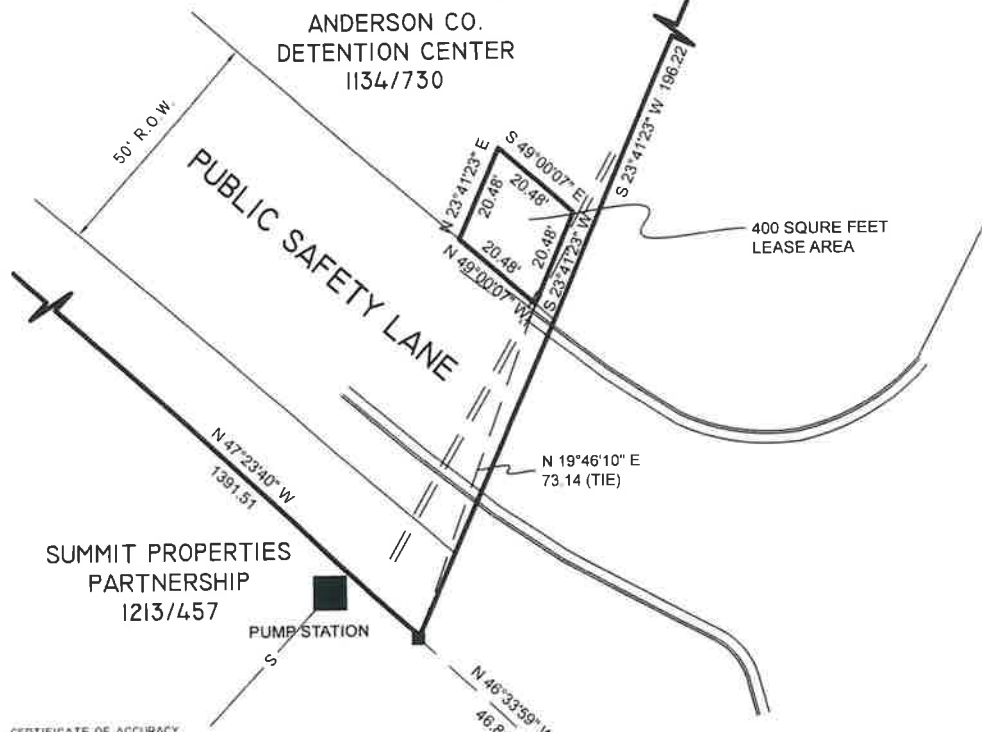 ANDERSON CO.
DETENTION CENTER
1134/730
50' R.O.W.
PUBLIC SAFETY LANE
N 23°41'23" E
20.48'
S 49°00'07" E
20.48'
S 23°41'23" W
20.48'
N 49°00'07" W
20.48'
S 23°41'23" W 196.22
400 SQURE FEET
LEASE AREA
N 19°46'10" E
73.14 (TIE)
N 47°23'40" W
1391.51
SUMMIT PROPERTIES
PARTNERSHIP
1213/457
PUMP STATION
S
N 46°33'59" W
46.8
CERTIFICATE OF ACCURACY